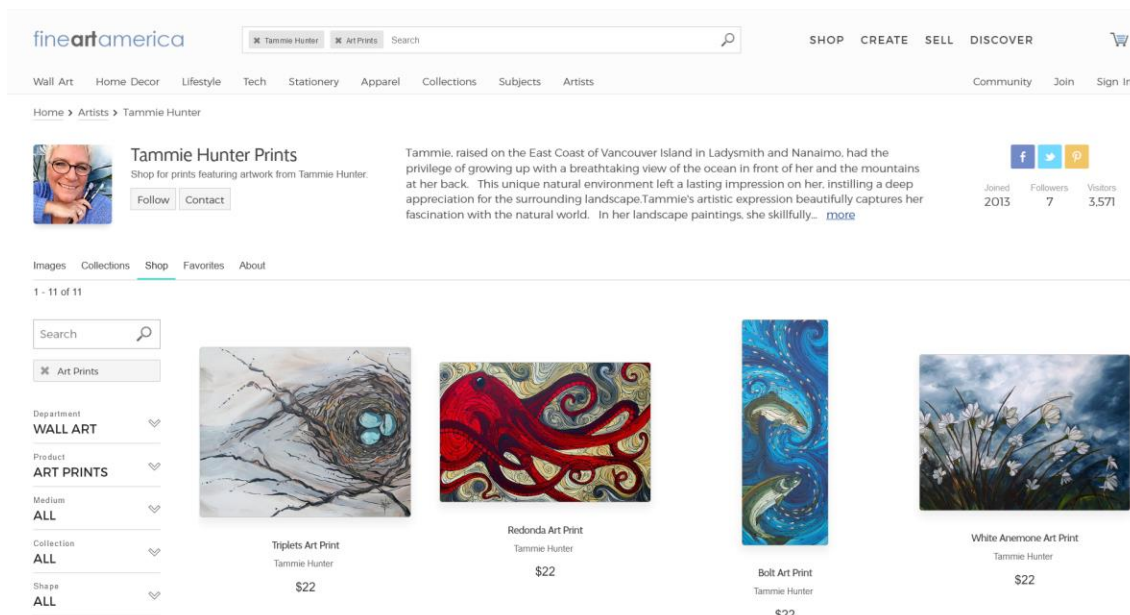 fineartamerica
✖ Tammie Hunter ✖ Art Prints Search
SHOP CREATE SELL DISCOVER
Wall Art Home Decor Lifestyle Tech Stationery Apparel Collections Subjects Artists
Community Join Sign In
Home > Artists > Tammie Hunter
Tammie Hunter Prints
Shop for prints featuring artwork from Tammie Hunter.
Follow Contact
Tammie, raised on the East Coast of Vancouver Island in Ladysmith and Nanaimo, had the
privilege of growing up with a breathtaking view of the ocean in front of her and the mountains
at her back. This unique natural environment left a lasting impression on her, instilling a deep
appreciation for the surrounding landscape.Tammie's artistic expression beautifully captures her
fascination with the natural world. In her landscape paintings, she skillfully... more
Joined Followers Visitors
2013 7 3,571
Images Collections Shop Favorites About
1 - 11 of 11
Search
✖ Art Prints
Department
WALL ART
Product
ART PRINTS
Medium
ALL
Collection
ALL
Shape
ALL
Triplets Art Print
Tammie Hunter
$22
Redonda Art Print
Tammie Hunter
$22
Bolt Art Print
Tammie Hunter
$22
White Anemone Art Print
Tammie Hunter
$22